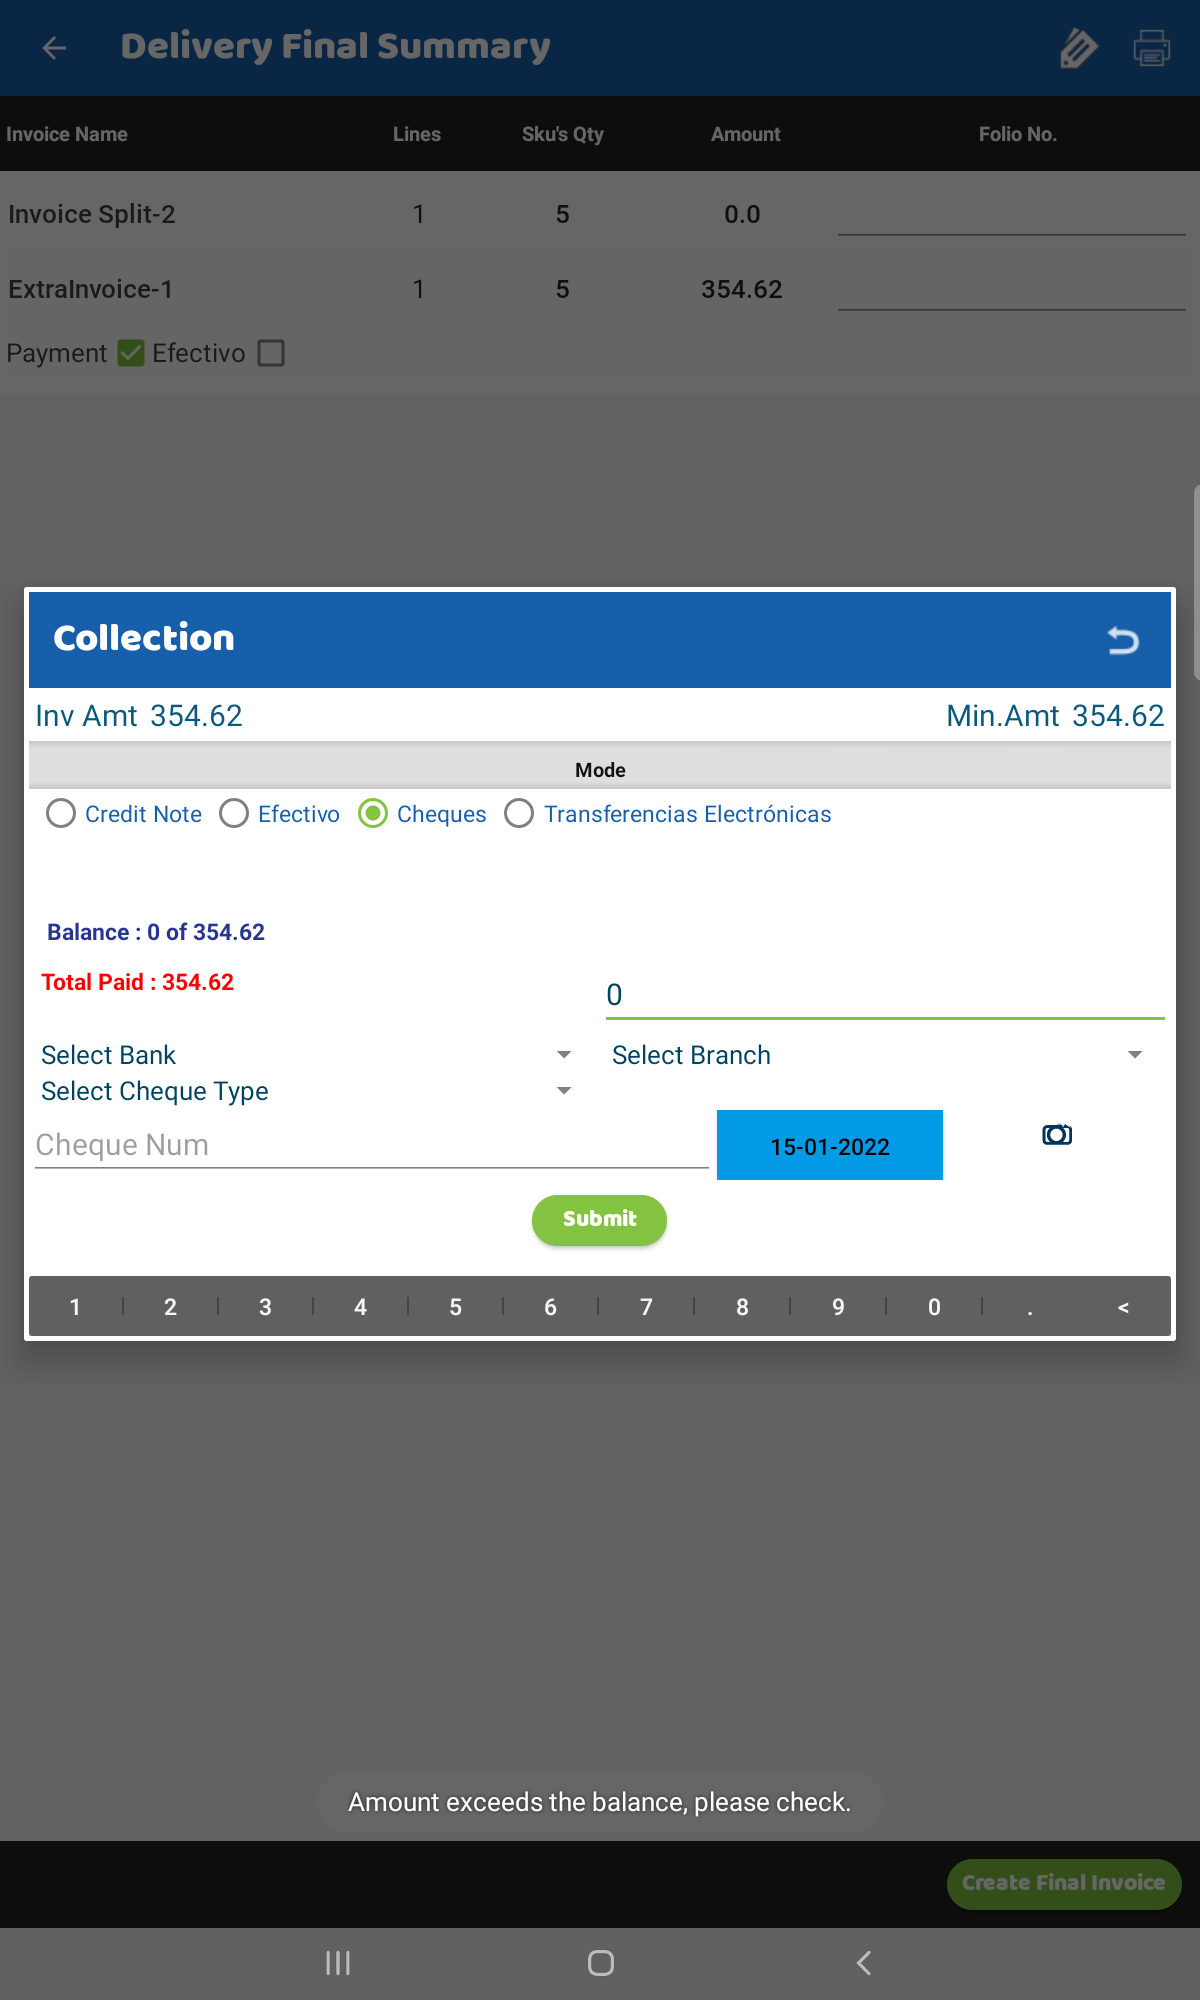 Delivery Final Summary
Invoice Name Lines Sku's Qty Amount Folio No.
Invoice Split-2 1 5 0.0
ExtraInvoice-1 1 5 354.62
Payment Efectivo
Collection
Inv Amt 354.62 Min.Amt 354.62
Mode
Credit Note Efectivo Cheques Transferencias Electrónicas
Balance : 0 of 354.62
Total Paid : 354.62
0
Select Bank Select Branch
Select Cheque Type
Cheque Num 15-01-2022
Submit
1 2 3 4 5 6 7 8 9 0 . <
Amount exceeds the balance, please check.
Create Final Invoice